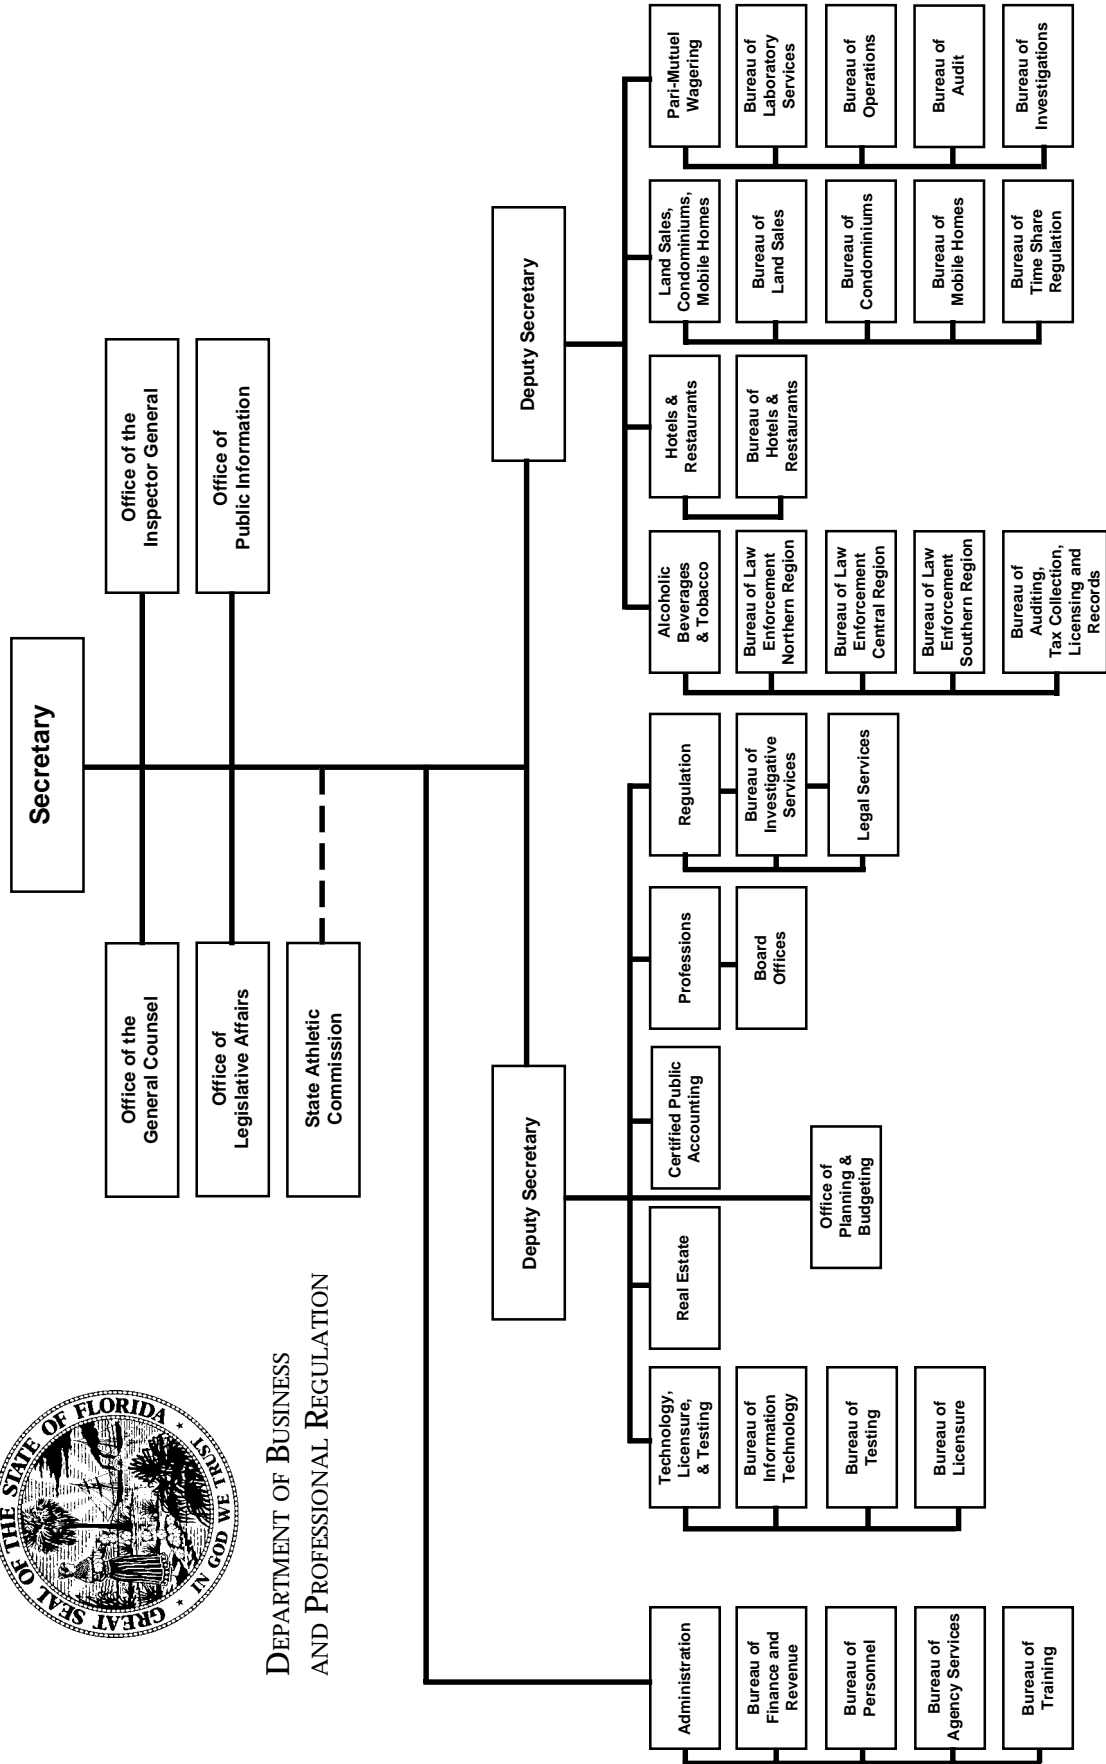 GREAT SEAL OF THE STATE OF FLORIDA
IN GOD WE TRUST
DEPARTMENT OF BUSINESS
AND PROFESSIONAL REGULATION
Secretary
Office of the
General Counsel
Office of the
Inspector General
Office of
Legislative Affairs
Office of
Public Information
State Athletic
Commission
Deputy Secretary
Deputy Secretary
Administration
Bureau of
Finance and
Revenue
Bureau of
Personnel
Bureau of
Agency Services
Bureau of
Training
Technology,
Licensure,
& Testing
Bureau of
Information
Technology
Bureau of
Testing
Bureau of
Licensure
Real Estate
Certified Public
Accounting
Office of
Planning &
Budgeting
Professions
Board
Offices
Regulation
Bureau of
Investigative
Services
Legal Services
Alcoholic
Beverages
& Tobacco
Bureau of Law
Enforcement
Northern Region
Bureau of Law
Enforcement
Central Region
Bureau of Law
Enforcement
Southern Region
Bureau of
Auditing,
Tax Collection,
Licensing and
Records
Hotels &
Restaurants
Bureau of
Hotels &
Restaurants
Land Sales,
Condominiums,
Mobile Homes
Bureau of
Land Sales
Bureau of
Condominiums
Bureau of
Mobile Homes
Bureau of
Time Share
Regulation
Pari-Mutuel
Wagering
Bureau of
Laboratory
Services
Bureau of
Operations
Bureau of
Audit
Bureau of
Investigations